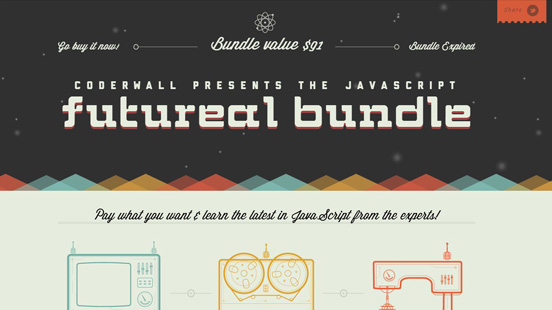 Share
Go buy it now!
Bundle value $91
Bundle Expired
CODERWALL PRESENTS THE JAVASCRIPT
futureal bundle
Pay what you want & learn the latest in JavaScript from the experts!